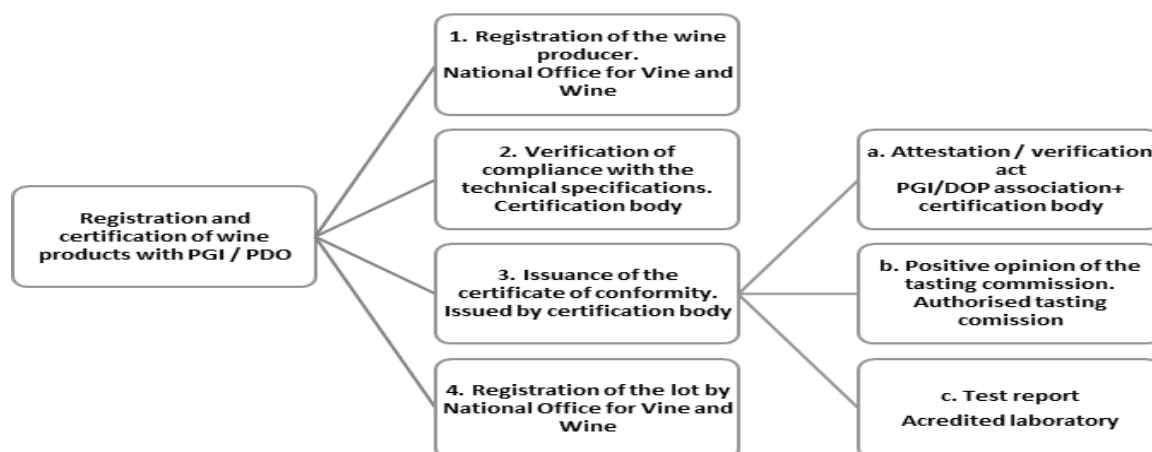 Registration and
certification of wine
products with PGI / PDO
1. Registration of the wine
producer.
National Office for Vine and
Wine
2. Verification of
compliance with the
technical specifications.
Certification body
3. Issuance of the
certificate of conformity.
Issued by certification body
4. Registration of the lot by
National Office for Vine and
Wine
a. Attestation / verification
act
PGI/DOP association+
certification body
b. Positive opinion of the
tasting commission.
Authorised tasting
comission
c. Test report
Acredited laboratory